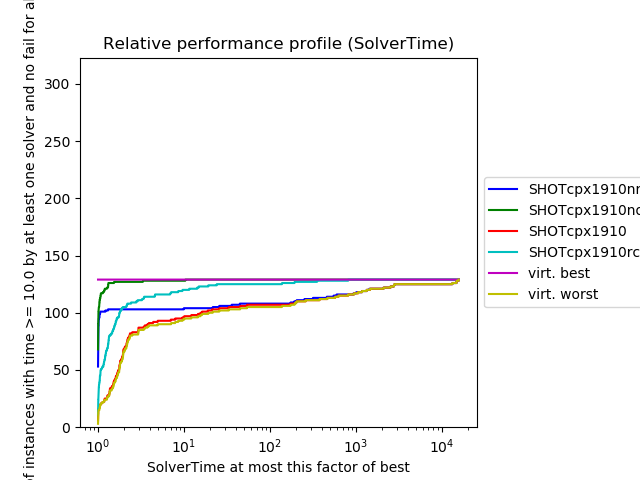 Relative performance profile (SolverTime)
of instances with time >= 10.0 by at least one solver and no fail for
300
250
200
150
100
50
0
10^0 10^1 10^2 10^3 10^4
SolverTime at most this factor of best
SHOTcpx1910nr
SHOTcpx1910no
SHOTcpx1910
SHOTcpx1910rc
virt. best
virt. worst